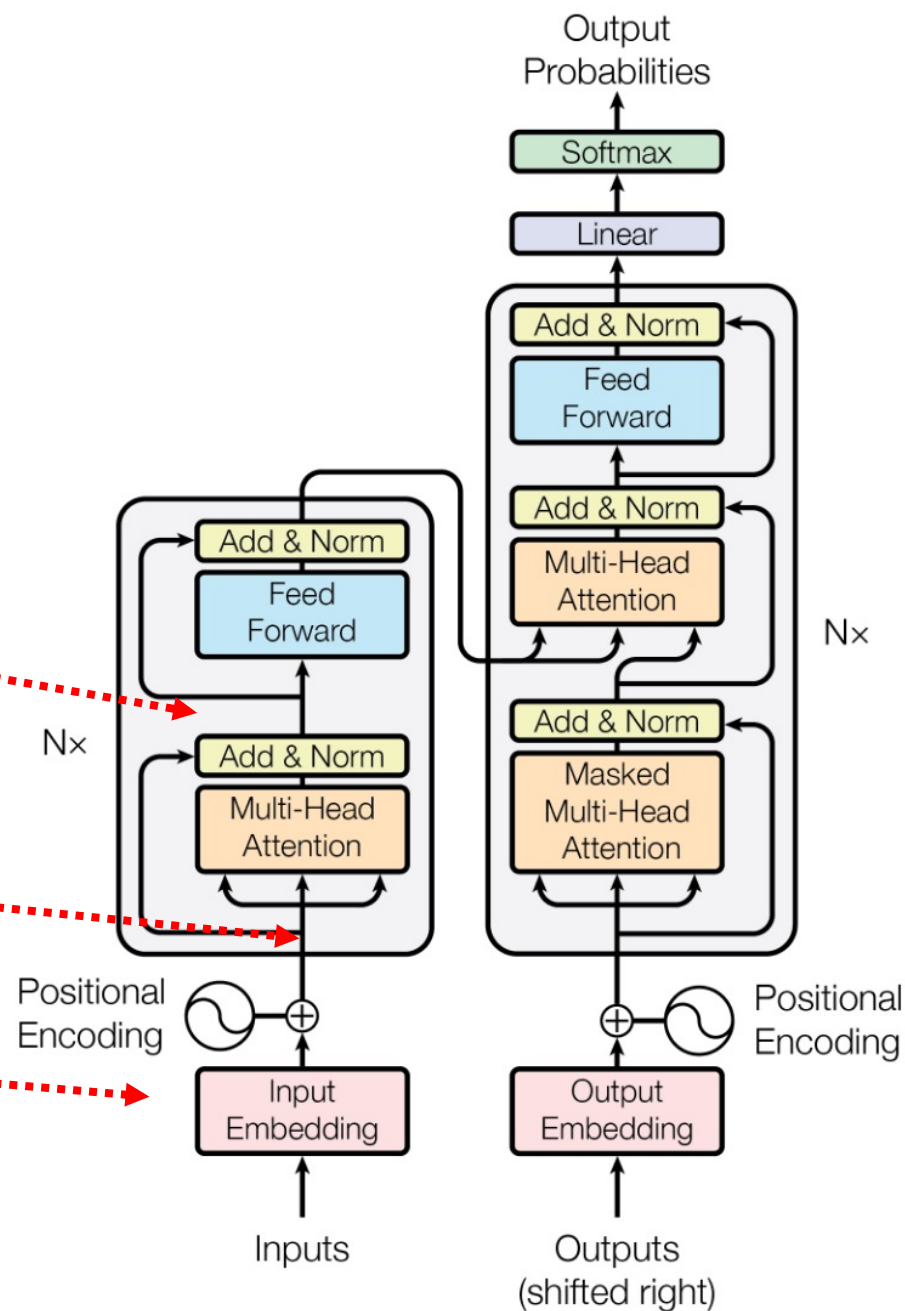 Output
Probabilities
Softmax
Linear
Add & Norm
Feed
Forward
Add & Norm
Multi-Head
Attention
N×
Add & Norm
Masked
Multi-Head
Attention
Add & Norm
Feed
Forward
N×
Add & Norm
Multi-Head
Attention
Positional
Encoding
Positional
Encoding
Input
Embedding
Output
Embedding
Inputs
Outputs
(shifted right)